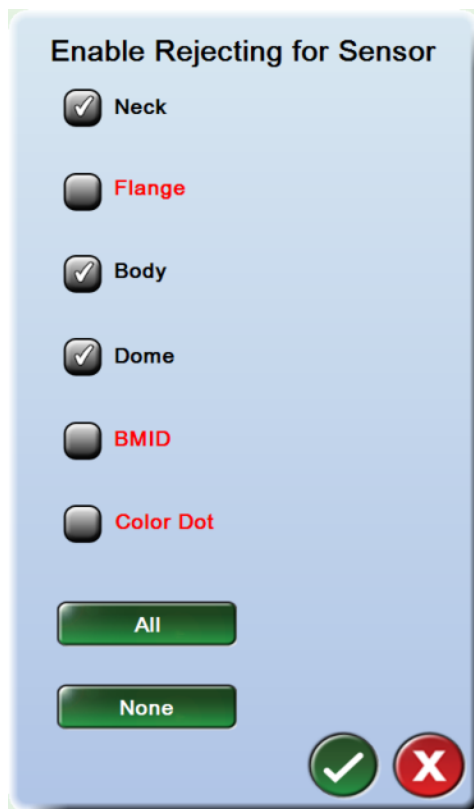 Enable Rejecting for Sensor
Neck
Flange
Body
Dome
BMID
Color Dot
All
None